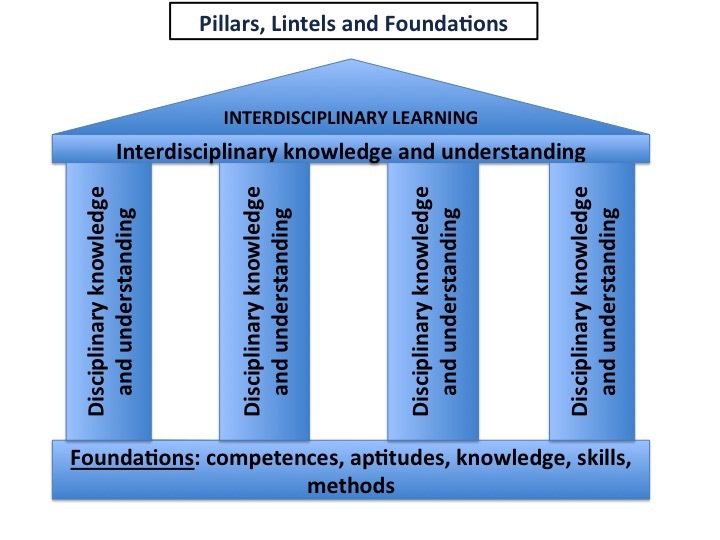 Pillars, Lintels and Foundations
INTERDISCIPLINARY LEARNING
Interdisciplinary knowledge and understanding
Disciplinary knowledge
and understanding
Disciplinary knowledge
and understanding
Disciplinary knowledge
and understanding
Disciplinary knowledge
and understanding
Foundations: competences, aptitudes, knowledge, skills,
methods